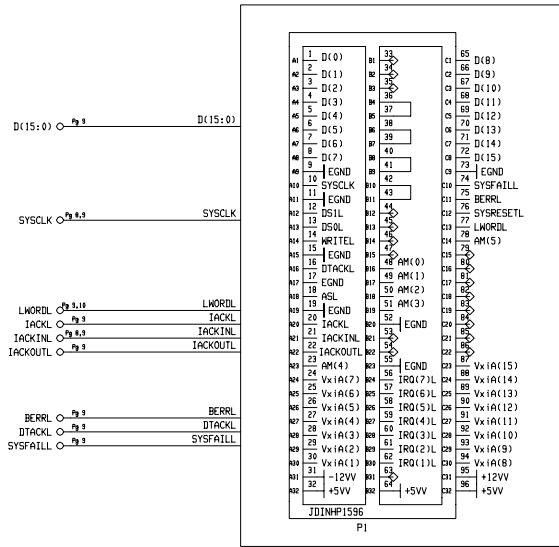 D(15:0) Pg 9 D(15:0)
SYSCLK Pg 8,9 SYSCLK
LWORDL Pg 9,10 LWORDL
IACKL Pg 9 IACKL
IACKINL Pg 8,9 IACKINL
IACKOUTL Pg 9 IACKOUTL
BERRL Pg 9 BERRL
DTACKL Pg 9 DTACKL
SYSFAILL Pg 9 SYSFAILL
A1 1 D(0) B1 33 C1 65 D(8)
A2 2 D(1) B2 34 C2 66 D(9)
A3 3 D(2) B3 35 C3 67 D(10)
A4 4 D(3) B4 36 C4 68 D(11)
A5 5 D(4) B5 37 C5 69 D(12)
A6 6 D(5) B6 38 C6 70 D(13)
A7 7 D(6) B7 39 C7 71 D(14)
A8 8 D(7) B8 40 C8 72 D(15)
A9 9 EGND B9 41 C9 73 EGND
A10 10 SYSCLK B10 42 C10 74 SYSFAILL
A11 11 EGND B11 43 C11 75 BERRL
A12 12 DS1L B12 44 C12 76 SYSRESETL
A13 13 DS0L B13 45 C13 77 LWORDL
A14 14 WRITEL B14 46 C14 78 AM(5)
A15 15 EGND B15 47 C15 79
A16 16 DTACKL B16 48 AM(0) C16 80
A17 17 EGND B17 49 AM(1) C17 81
A18 18 ASL B18 50 AM(2) C18 82
A19 19 EGND B19 51 AM(3) C19 83
A20 20 IACKL B20 52 EGND C20 84
A21 21 IACKINL B21 53 C21 85
A22 22 IACKOUTL B22 54 C22 86
A23 23 AM(4) B23 55 EGND C23 87 VxiA(15)
A24 24 VxiA(7) B24 56 IRQ(7)L C24 88 VxiA(14)
A25 25 VxiA(6) B25 57 IRQ(6)L C25 89 VxiA(13)
A26 26 VxiA(5) B26 58 IRQ(5)L C26 90 VxiA(12)
A27 27 VxiA(4) B27 59 IRQ(4)L C27 91 VxiA(11)
A28 28 VxiA(3) B28 60 IRQ(3)L C28 92 VxiA(10)
A29 29 VxiA(2) B29 61 IRQ(2)L C29 93 VxiA(9)
A30 30 VxiA(1) B30 62 IRQ(1)L C30 94 VxiA(8)
A31 31 -12VV B31 63 C31 95 +12VV
A32 32 +5VV B32 64 +5VV C32 96 +5VV
JDINHP1596
P1